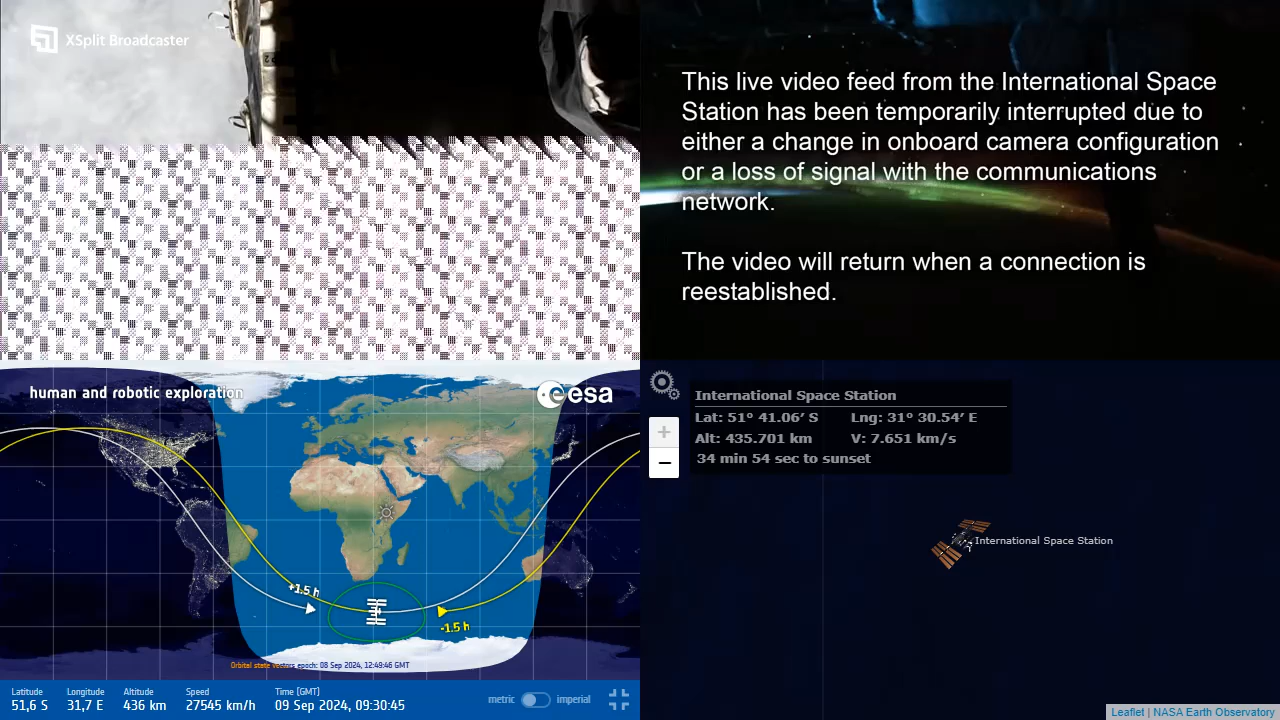 XSplit Broadcaster
This live video feed from the International Space
Station has been temporarily interrupted due to
either a change in onboard camera configuration
or a loss of signal with the communications
network.
The video will return when a connection is
reestablished.
human and robotic exploration
esa
+1.5 h
-1.5 h
Orbital state vectors epoch: 08 Sep 2024, 12:49:46 GMT
Latitude
51,6 S
Longitude
31,7 E
Altitude
436 km
Speed
27545 km/h
Time (GMT)
09 Sep 2024, 09:30:45
metric
imperial
+
−
International Space Station
Lat: 51º 41.06′ S Lng: 31º 30.54′ E
Alt: 435.701 km V: 7.651 km/s
34 min 54 sec to sunset
International Space Station
Leaflet | NASA Earth Observatory